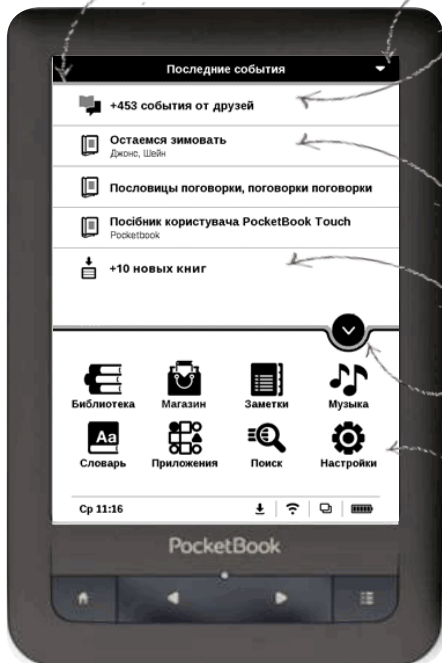 Последние события
+453 события от друзей
Остаемся зимовать
Джонс, Шейн
Пословицы поговорки, поговорки поговорки
Посібник користувача PocketBook Touch
Pocketbook
+10 новых книг
Библиотека Магазин Заметки Музыка
Aa
Словарь Приложения Поиск Настройки
Ср 11:16
PocketBook